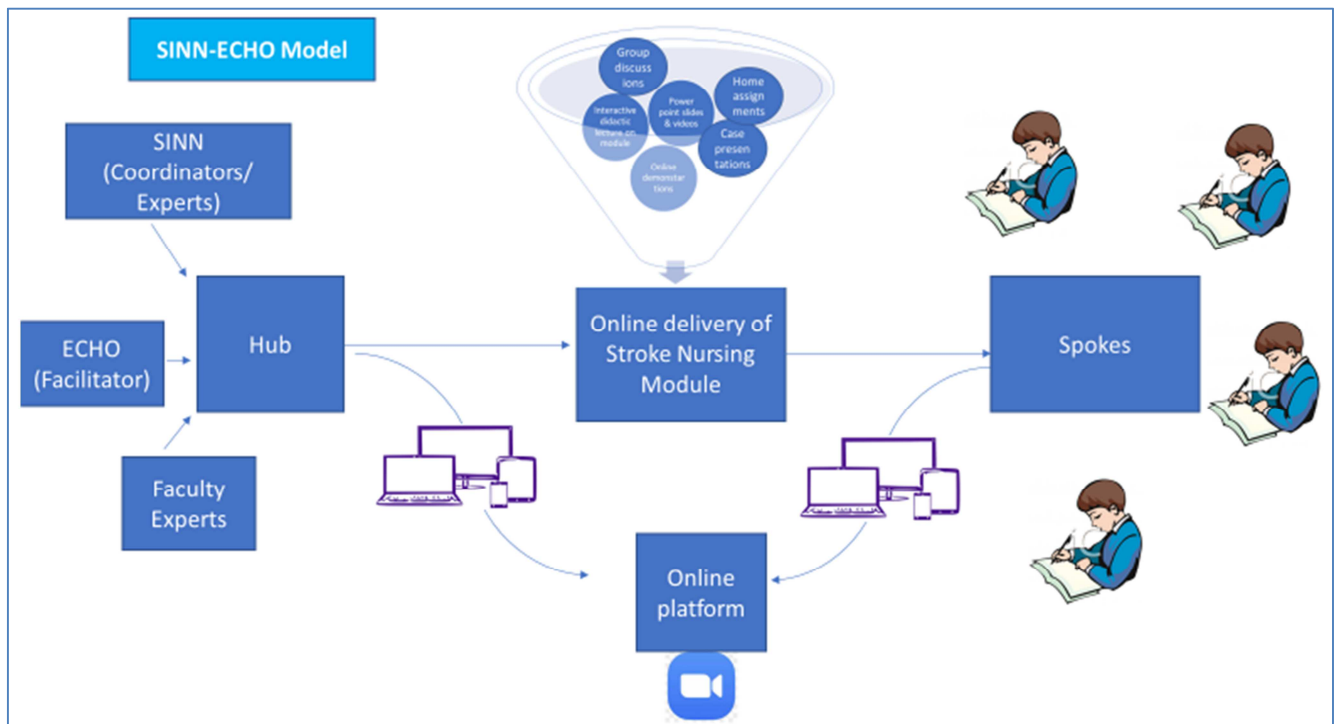 SINN-ECHO Model
Group
discuss
ions
Home
assign
ments
Interactive
didactic
lecture on
module
Power
point slides
& videos
Case
presen
tations
Online
demonstar
tions
SINN
(Coordinators/
Experts)
ECHO
(Facilitator)
Faculty
Experts
Hub
Online delivery of
Stroke Nursing
Module
Spokes
Online
platform